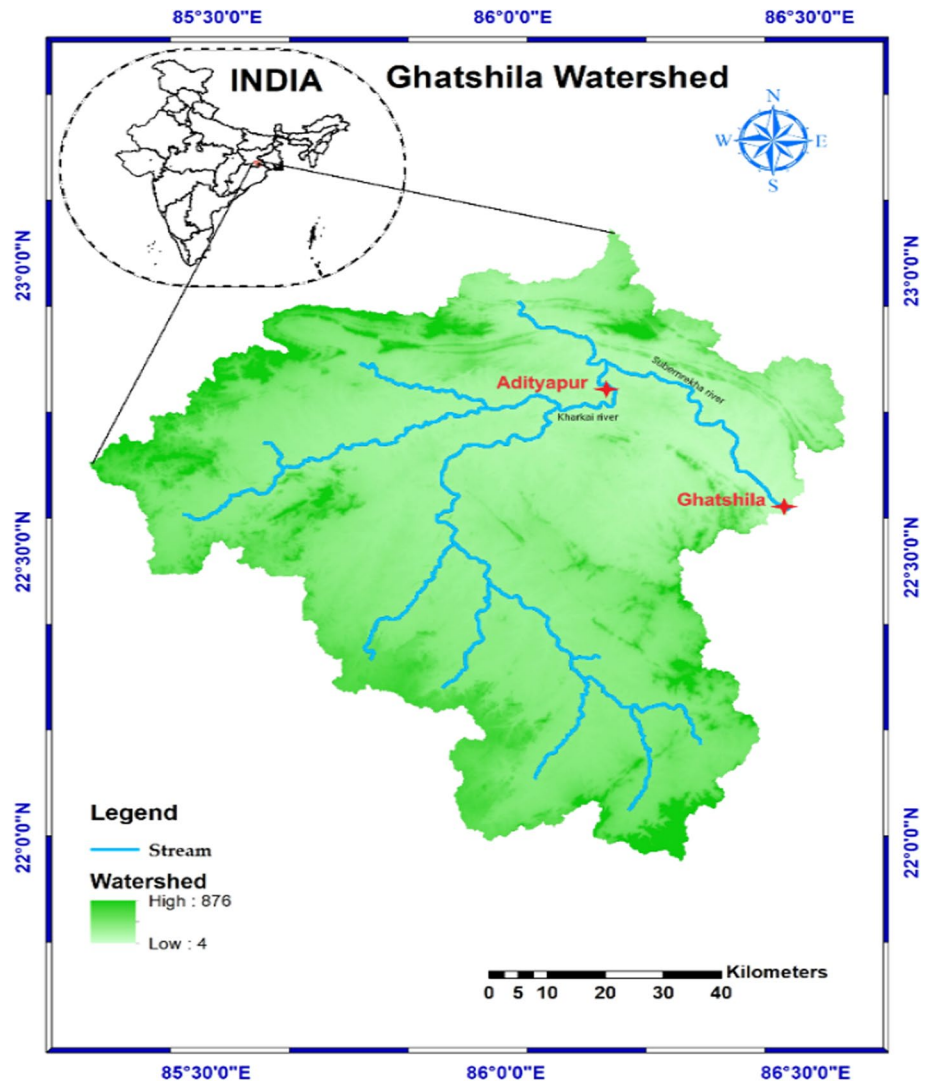 85°30'0"E 86°0'0"E 86°30'0"E
INDIA
Ghatshila Watershed
N
W E
S
23°0'0"N 23°0'0"N
Subernrekha river
Adityapur
Kharkai river
Ghatshila
22°30'0"N 22°30'0"N
22°0'0"N 22°0'0"N
Legend
Stream
Watershed
High : 876
Low : 4
Kilometers
0 5 10 20 30 40
85°30'0"E 86°0'0"E 86°30'0"E